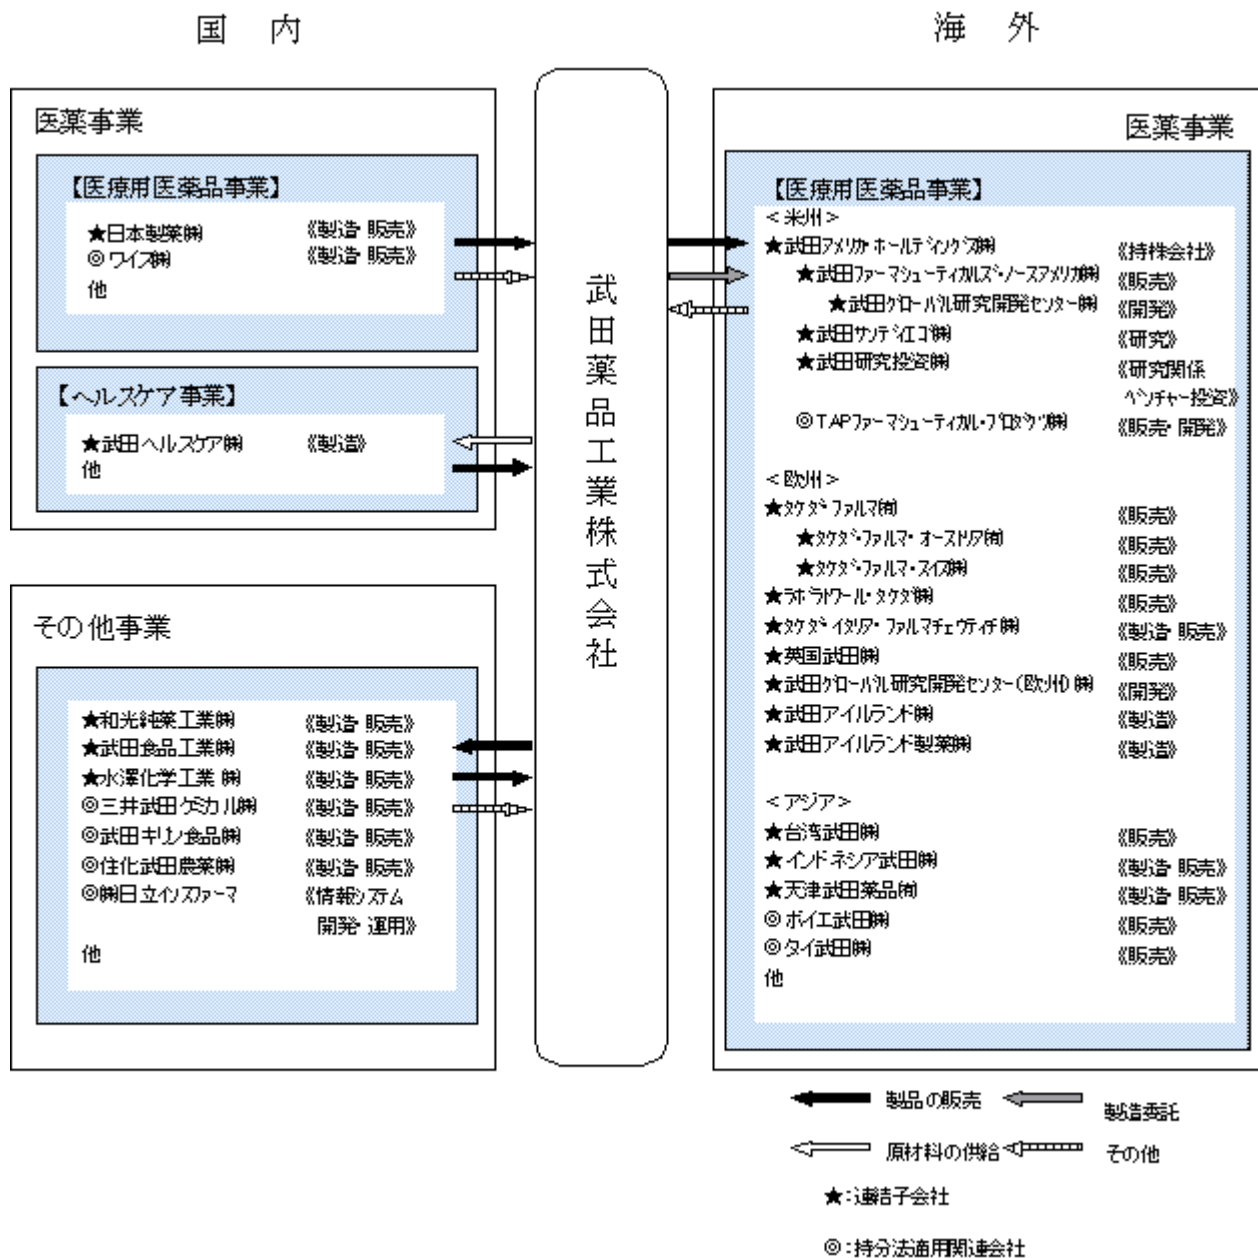 国 内
海 外
医薬事業
【医療用医薬品事業】
★日本製薬㈱ 《製造・販売》
◎ワイス㈱ 《製造・販売》
他
【ヘルスケア事業】
★武田ヘルスケア㈱ 《製造》
他
その他事業
★和光純薬工業㈱ 《製造・販売》
★武田食品工業㈱ 《製造・販売》
★水澤化学工業㈱ 《製造・販売》
◎三井武田ケミカル㈱ 《製造・販売》
◎武田キリン食品㈱ 《製造・販売》
◎住化武田農薬㈱ 《製造・販売》
◎㈱日立インスファーマ 《情報システム
開発・運用》
他
武田薬品工業株式会社
医薬事業
【医療用医薬品事業】
<米州>
★武田アメリカ・ホールディングス㈱ 《持株会社》
★武田ファーマシューティカルズ・ノースアメリカ㈱ 《販売》
★武田グローバル研究開発センター㈱ 《開発》
★武田サンディエゴ㈱ 《研究》
★武田研究投資㈱ 《研究関係
ベンチャー投資》
◎TAPファーマシューティカル・プロダクツ㈱ 《販売・開発》
<欧州>
★タケダ・ファルマ㈲ 《販売》
★タケダ・ファルマ・オーストリア㈲ 《販売》
★タケダ・ファルマ・スイス㈱ 《販売》
★ラボラトワール・タケダ㈱ 《販売》
★タケダ・イタリア・ファルマチェウティチ㈱ 《製造・販売》
★英国武田㈱ 《販売》
★武田グローバル研究開発センター(欧州)㈱ 《開発》
★武田アイルランド㈱ 《製造》
★武田アイルランド製薬㈱ 《製造》
<アジア>
★台湾武田㈱ 《販売》
★インドネシア武田㈱ 《製造・販売》
★天津武田薬品㈲ 《製造・販売》
◎ボイエ武田㈱ 《販売》
◎タイ武田㈱ 《販売》
他
製品の販売 製造委託
原材料の供給 その他
★:連結子会社
◎:持分法適用関連会社